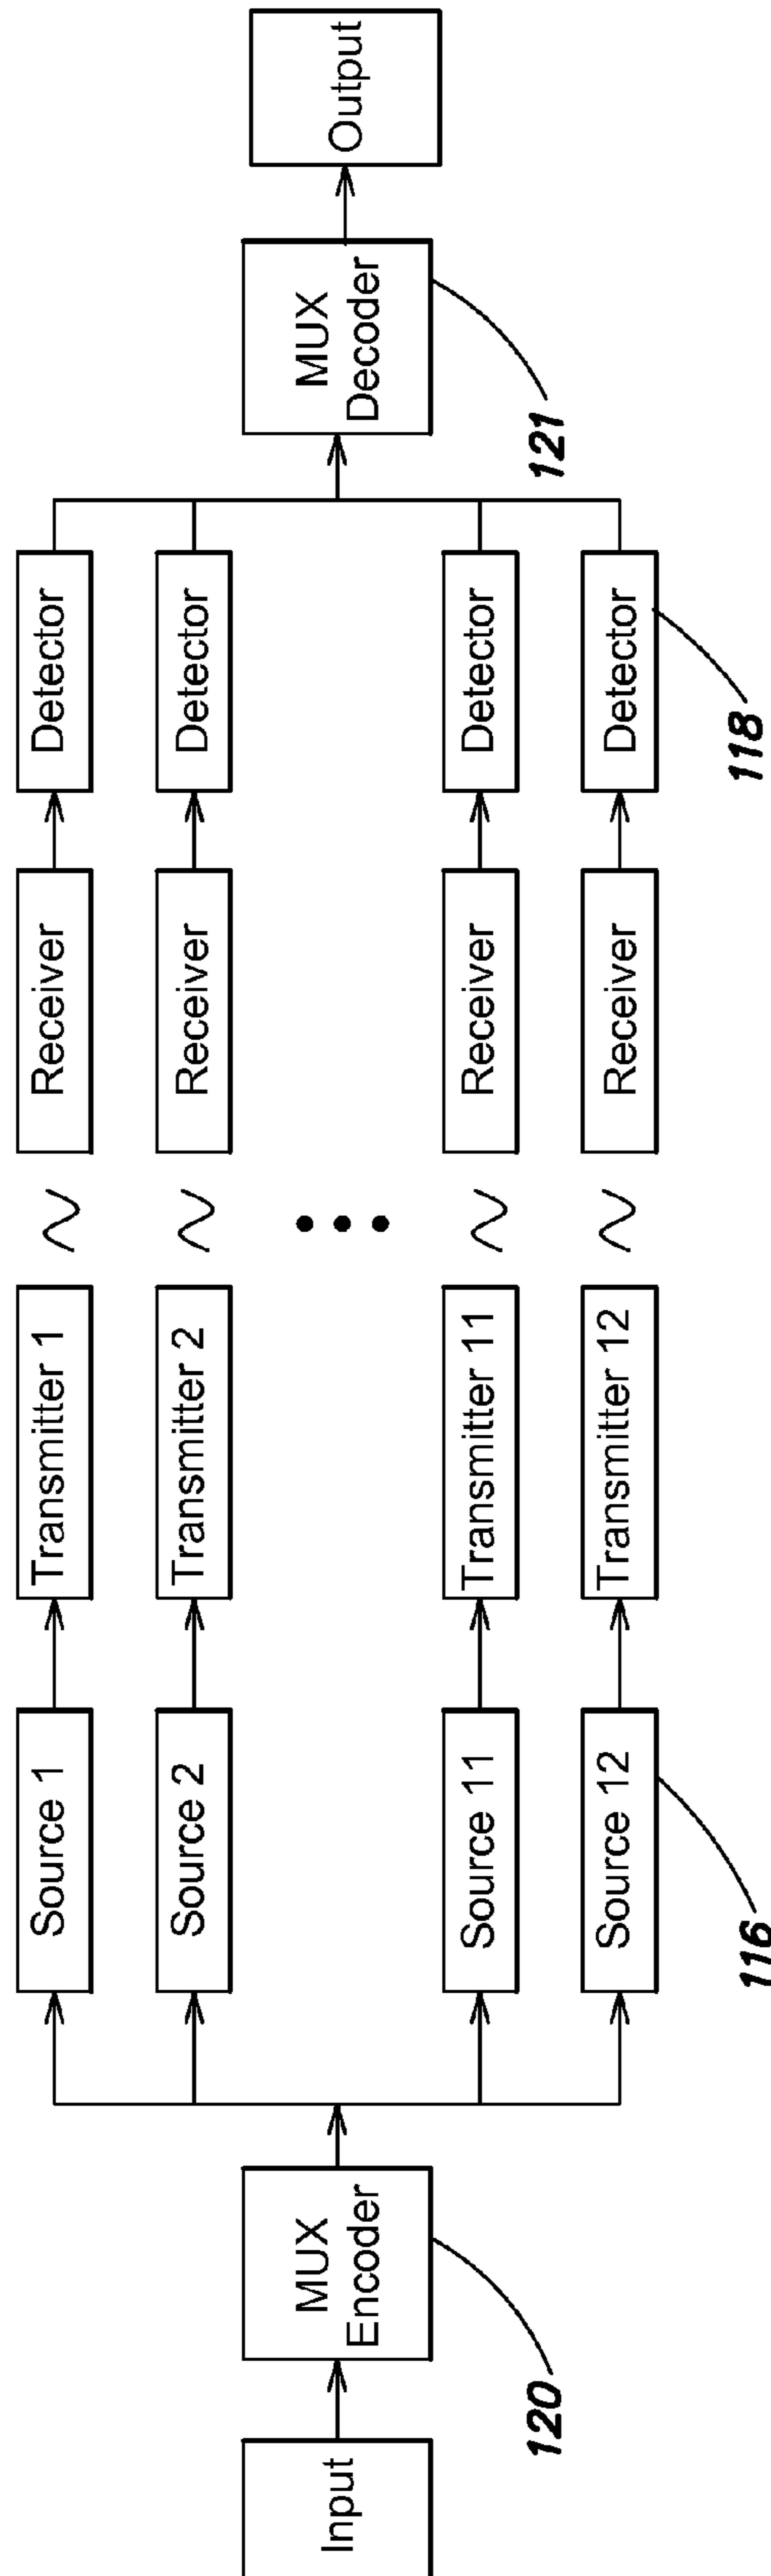 Input
MUX
Encoder
120
Source 1
Transmitter 1
Receiver
Detector
Source 2
Transmitter 2
Receiver
Detector
Source 11
Transmitter 11
Receiver
Detector
Source 12
Transmitter 12
Receiver
Detector
116
118
MUX
Decoder
121
Output